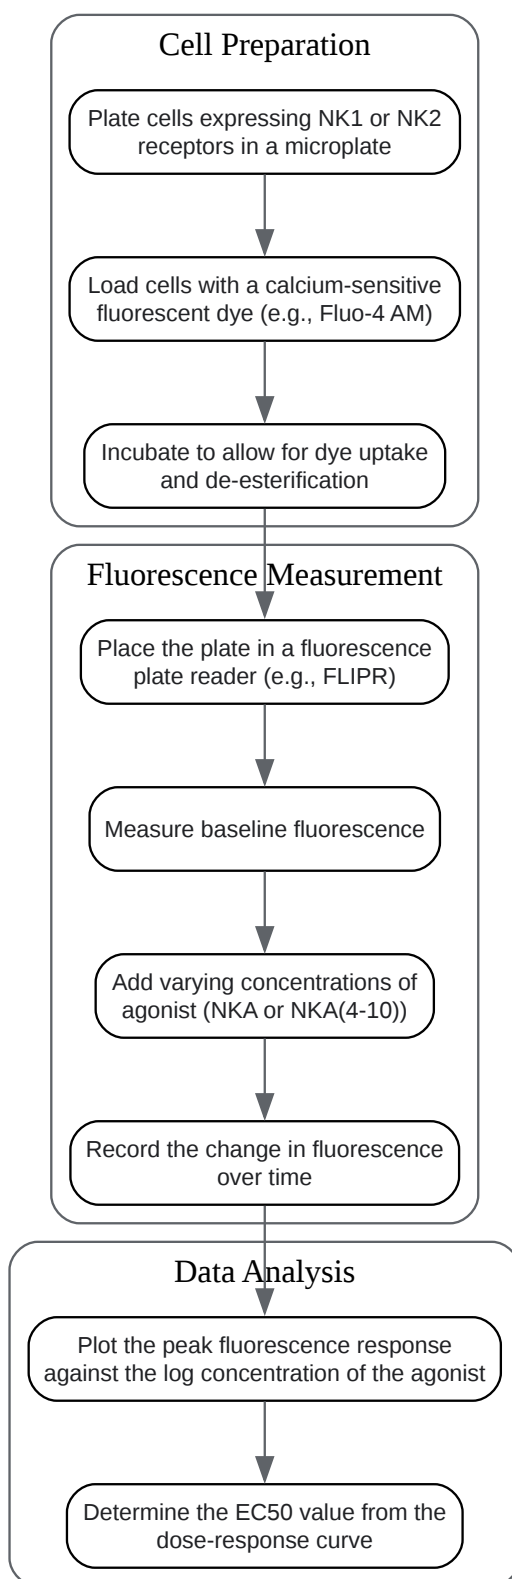 Cell Preparation
Plate cells expressing NK1 or NK2
receptors in a microplate
Load cells with a calcium-sensitive
fluorescent dye (e.g., Fluo-4 AM)
Incubate to allow for dye uptake
and de-esterification
Fluorescence Measurement
Place the plate in a fluorescence
plate reader (e.g., FLIPR)
Measure baseline fluorescence
Add varying concentrations of
agonist (NKA or NKA(4-10))
Record the change in fluorescence
over time
Data Analysis
Plot the peak fluorescence response
against the log concentration of the agonist
Determine the EC50 value from the
dose-response curve